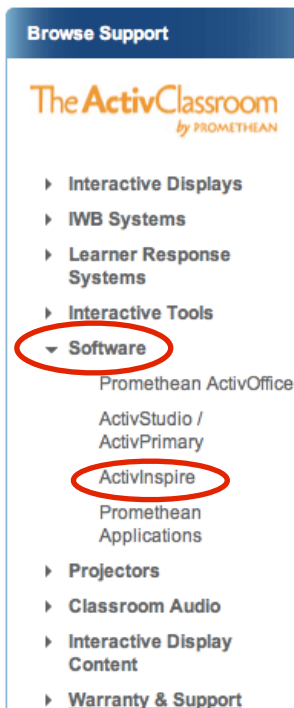 Browse Support
The ActivClassroom
by PROMETHEAN
Interactive Displays
IWB Systems
Learner Response
Systems
Interactive Tools
Software
Promethean ActivOffice
ActivStudio /
ActivPrimary
ActivInspire
Promethean
Applications
Projectors
Classroom Audio
Interactive Display
Content
Warranty & Support